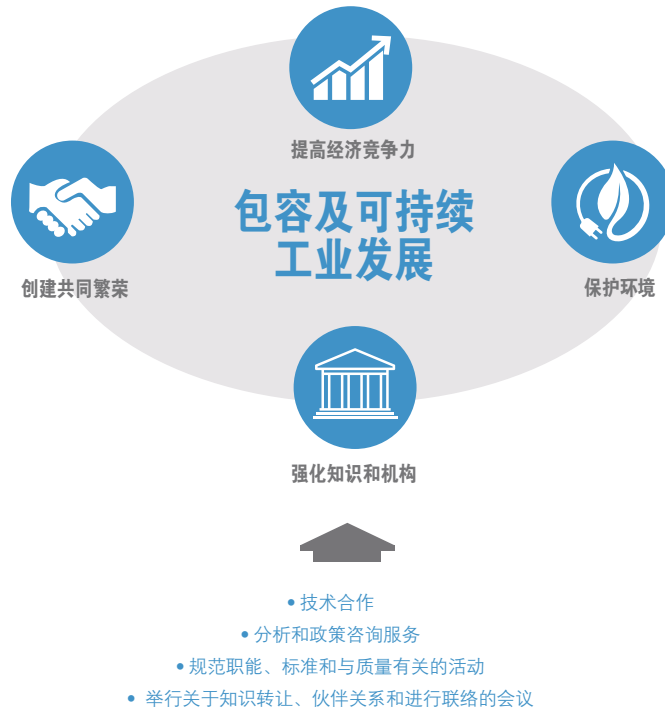 提高经济竞争力
包容及可持续
工业发展
创建共同繁荣
保护环境
强化知识和机构
• 技术合作
• 分析和政策咨询服务
• 规范职能、标准和与质量有关的活动
• 举行关于知识转让、伙伴关系和进行联络的会议